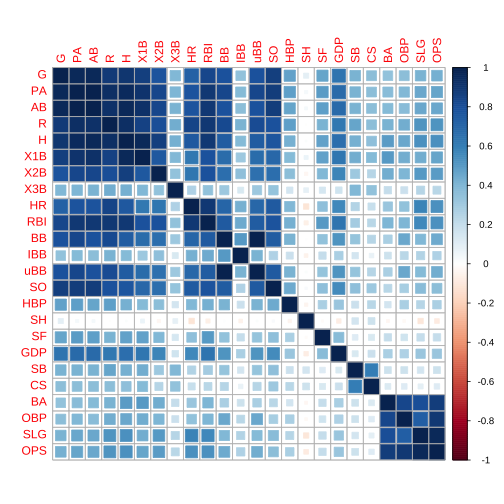 G PA AB R H X1B X2B X3B HR RBI BB IBB uBB SO HBP SH SF GDP SB CS BA OBP SLG OPS
G
PA
AB
R
H
X1B
X2B
X3B
HR
RBI
BB
IBB
uBB
SO
HBP
SH
SF
GDP
SB
CS
BA
OBP
SLG
OPS
1
0.8
0.6
0.4
0.2
0
-0.2
-0.4
-0.6
-0.8
-1